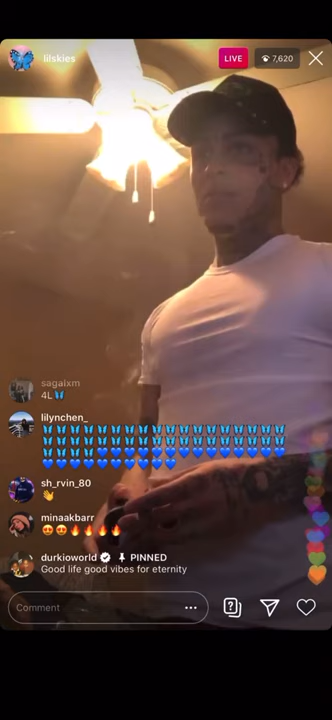 lilskies
LIVE
7,620
sagaixm
4L🦋
lilynchen_
🦋🦋🦋🦋🦋🦋🦋🦋🦋🦋🦋🦋🦋🦋🦋🦋🦋🦋
🦋🦋🦋🦋🦋🦋🦋🦋🦋🦋🦋🦋🦋🦋🦋🦋🦋🦋
🦋🦋🦋🦋💙💙💙💙💙💙💙💙💙💙💙💙💙💙
💙💙💙💙💙💙💙💙💙💙
sh_rvin_80
👋
minaakbarr
😍😍🔥🔥🔥🔥
durkioworld PINNED
Good life good vibes for eternity
Comment